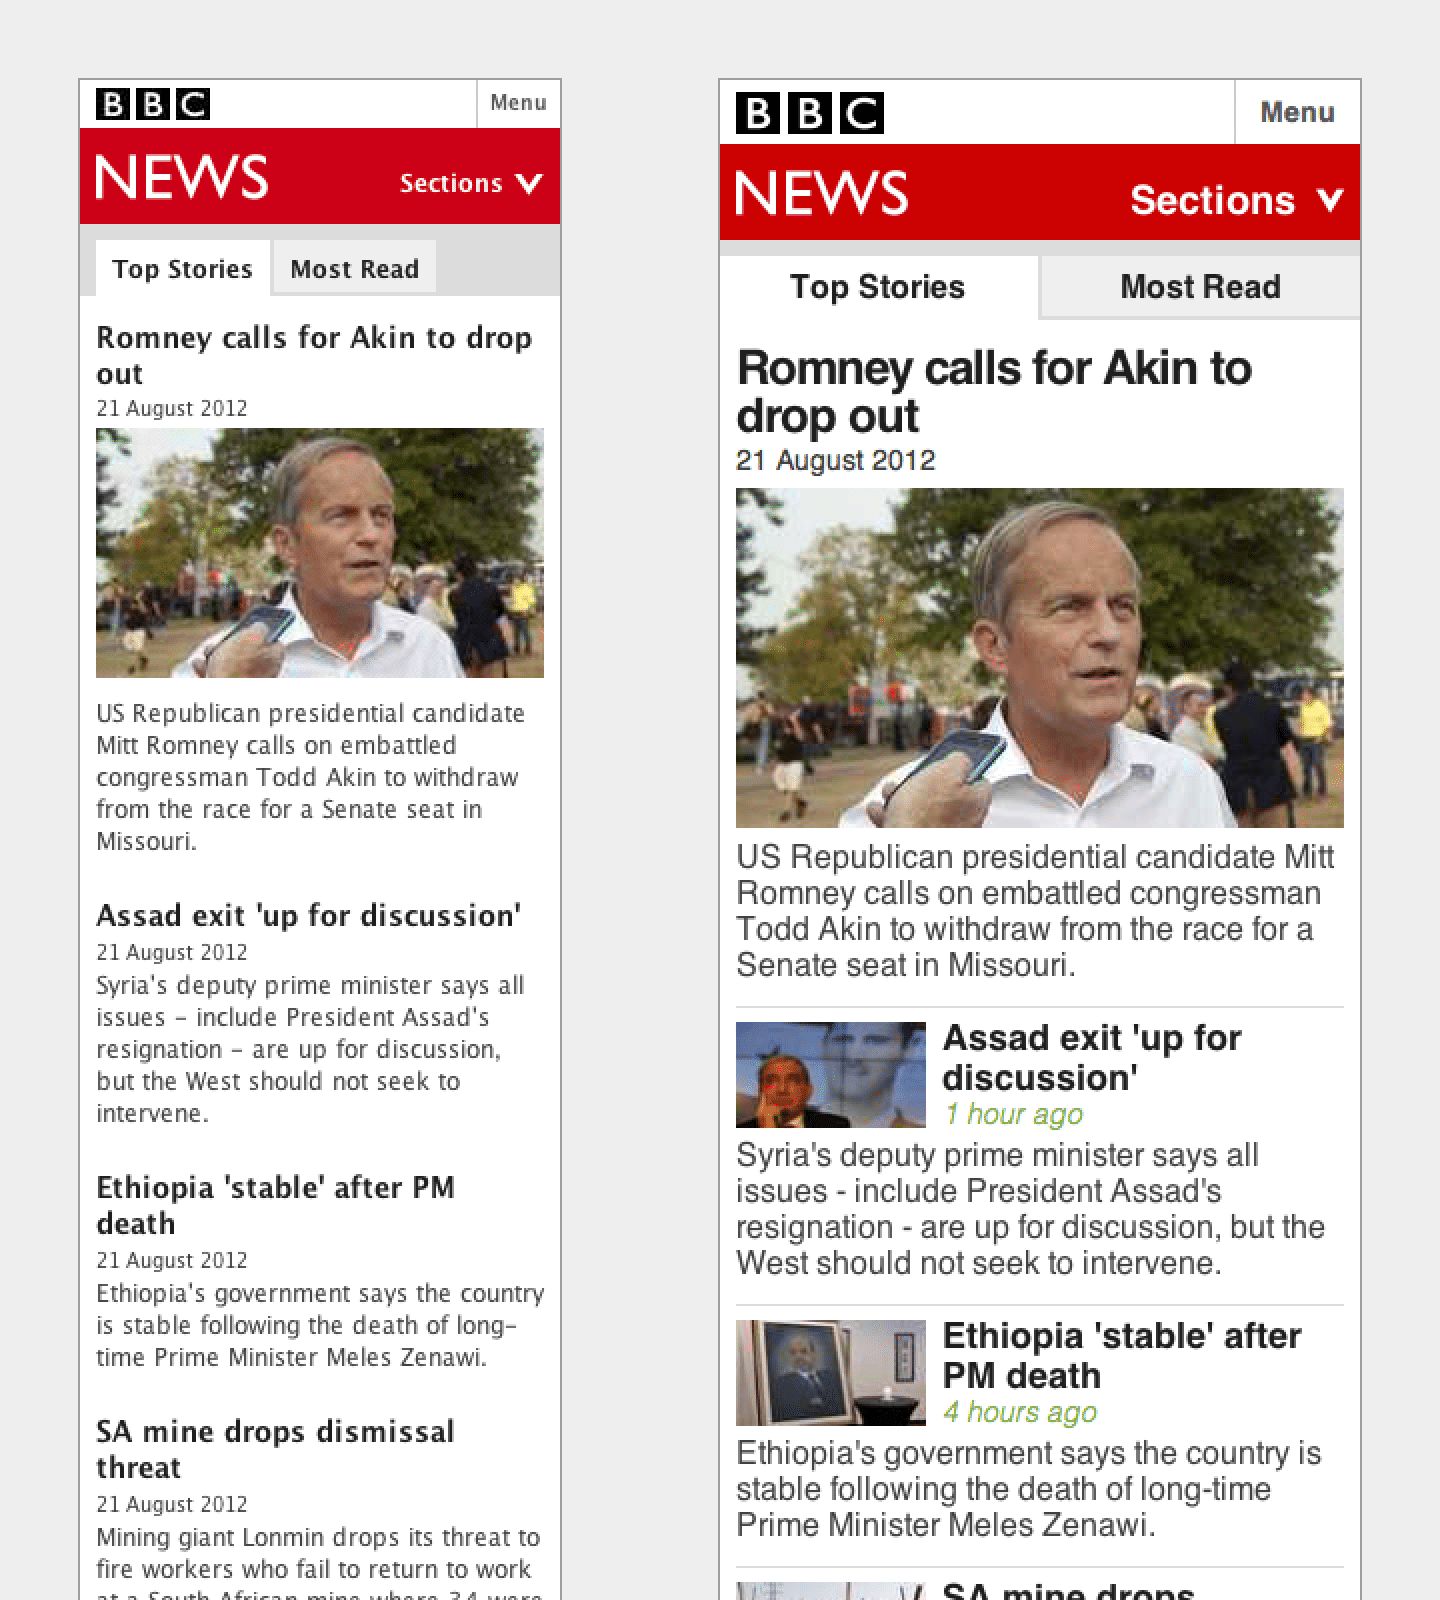 BBC
Menu
NEWS
Sections
Top Stories
Most Read
Romney calls for Akin to drop
out
21 August 2012
US Republican presidential candidate
Mitt Romney calls on embattled
congressman Todd Akin to withdraw
from the race for a Senate seat in
Missouri.
Assad exit 'up for discussion'
21 August 2012
Syria's deputy prime minister says all
issues – include President Assad's
resignation – are up for discussion,
but the West should not seek to
intervene.
Ethiopia 'stable' after PM
death
21 August 2012
Ethiopia's government says the country
is stable following the death of long-
time Prime Minister Meles Zenawi.
SA mine drops dismissal
threat
21 August 2012
Mining giant Lonmin drops its threat to
fire workers who fail to return to work
at a South African mine where 34 were
BBC
Menu
NEWS
Sections
Top Stories
Most Read
Romney calls for Akin to
drop out
21 August 2012
US Republican presidential candidate Mitt
Romney calls on embattled congressman
Todd Akin to withdraw from the race for a
Senate seat in Missouri.
Assad exit 'up for
discussion'
1 hour ago
Syria's deputy prime minister says all
issues - include President Assad's
resignation - are up for discussion, but the
West should not seek to intervene.
Ethiopia 'stable' after
PM death
4 hours ago
Ethiopia's government says the country is
stable following the death of long-time
Prime Minister Meles Zenawi.
SA mine drops